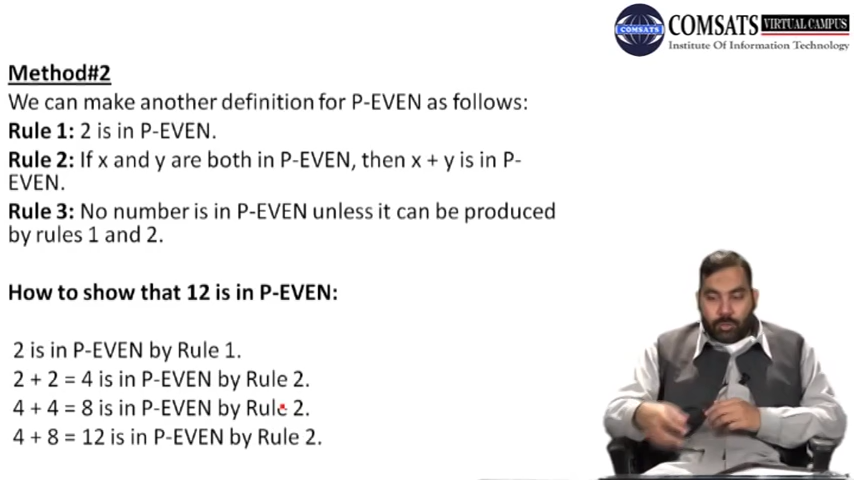 COMSATS
COMSATS VIRTUAL CAMPUS
Institute Of Information Technology
Method#2
We can make another definition for P-EVEN as follows:
Rule 1: 2 is in P-EVEN.
Rule 2: If x and y are both in P-EVEN, then x + y is in P-
EVEN.
Rule 3: No number is in P-EVEN unless it can be produced
by rules 1 and 2.
How to show that 12 is in P-EVEN:
2 is in P-EVEN by Rule 1.
2 + 2 = 4 is in P-EVEN by Rule 2.
4 + 4 = 8 is in P-EVEN by Rule 2.
4 + 8 = 12 is in P-EVEN by Rule 2.